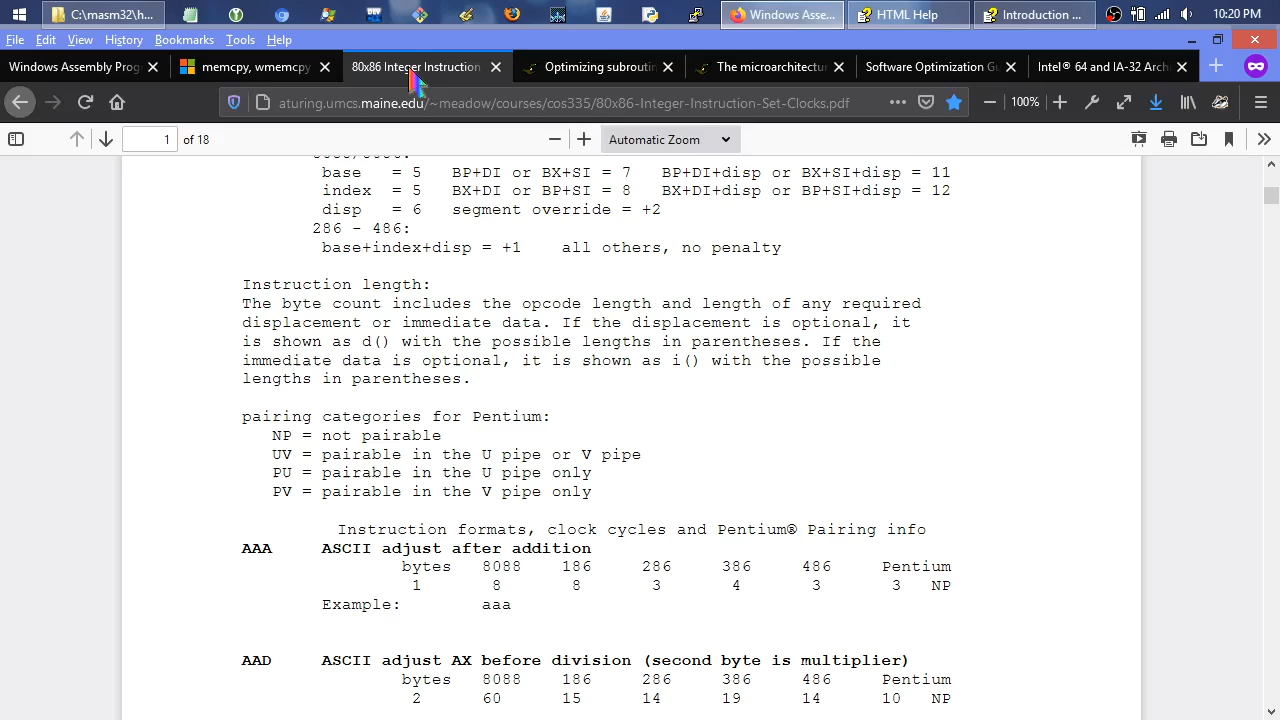 C:\masm32\h...
Windows Asse...
HTML Help
Introduction ...
10:20 PM
File Edit View History Bookmarks Tools Help
Windows Assembly Prog
memcpy, wmemcpy
80x86 Integer Instruction
Optimizing subroutin
The microarchitectu
Software Optimization Gu
Intel® 64 and IA-32 Arch
aturing.umcs.maine.edu/~meadow/courses/cos335/80x86-Integer-Instruction-Set-Clocks.pdf
100%
1 of 18
Automatic Zoom
base = 5 BP+DI or BX+SI = 7 BP+DI+disp or BX+SI+disp = 11
index = 5 BX+DI or BP+SI = 8 BX+DI+disp or BP+SI+disp = 12
disp = 6 segment override = +2
286 - 486:
base+index+disp = +1 all others, no penalty
Instruction length:
The byte count includes the opcode length and length of any required
displacement or immediate data. If the displacement is optional, it
is shown as d() with the possible lengths in parentheses. If the
immediate data is optional, it is shown as i() with the possible
lengths in parentheses.
pairing categories for Pentium:
NP = not pairable
UV = pairable in the U pipe or V pipe
PU = pairable in the U pipe only
PV = pairable in the V pipe only
Instruction formats, clock cycles and Pentium® Pairing info
AAA ASCII adjust after addition
bytes 8088 186 286 386 486 Pentium
1 8 8 3 4 3 3 NP
Example: aaa
AAD ASCII adjust AX before division (second byte is multiplier)
bytes 8088 186 286 386 486 Pentium
2 60 15 14 19 14 10 NP